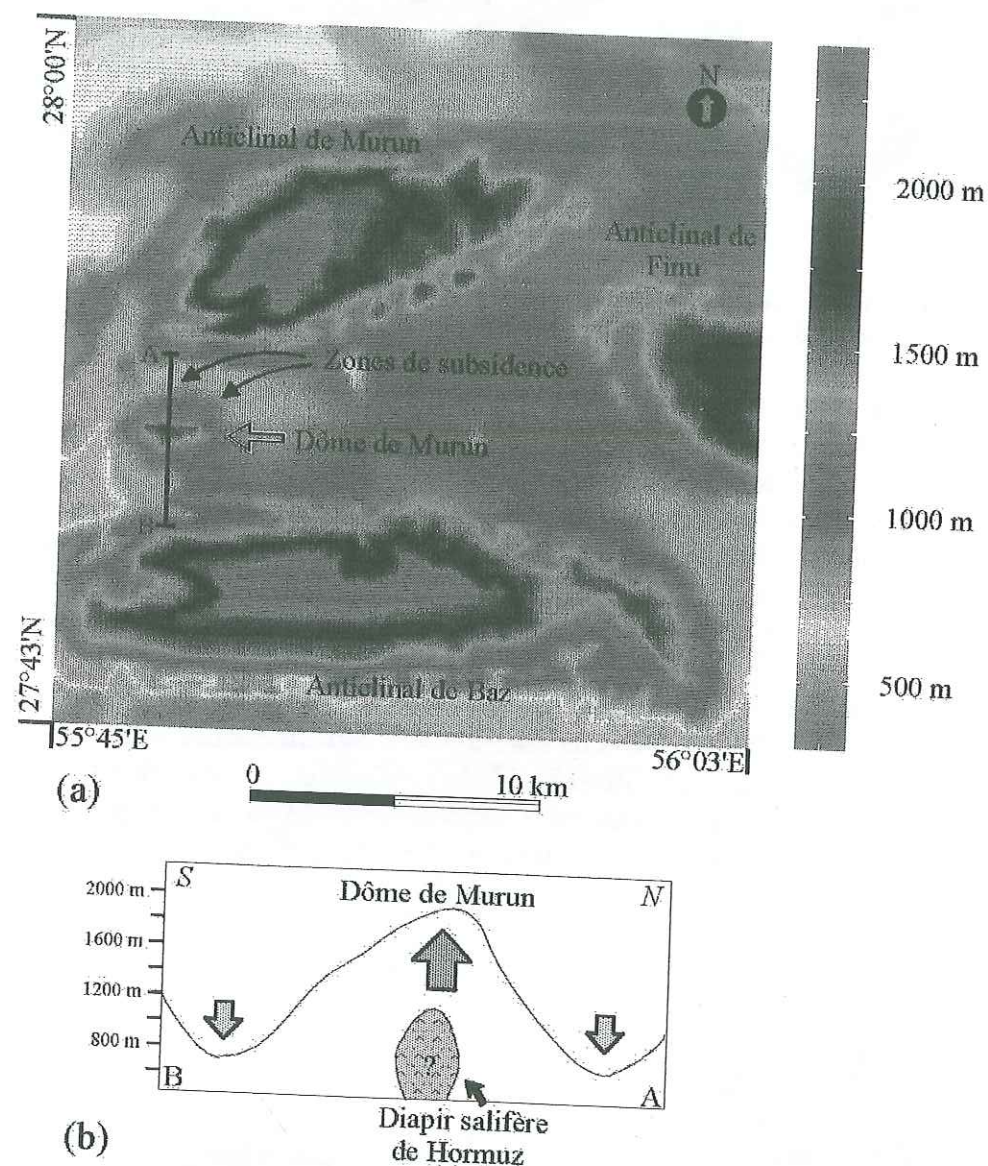 28°00'N
N
Anticlinal de Murun
2000 m
Anticlinal de
Finu
1500 m
A
Zones de subsidence
Dôme de Murun
1000 m
B
27°43'N
500 m
Anticlinal de Baz
55°45'E
56°03'E
(a)
0
10 km
S
Dôme de Murun
N
2000 m
1600 m
1200 m
800 m
?
B
A
Diapir salifère
de Hormuz
(b)